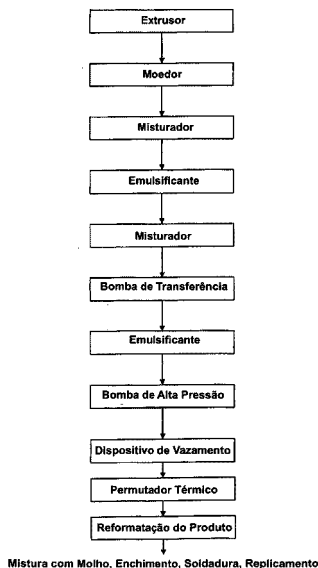 Extrusor
Moedor
Misturador
Emulsificante
Misturador
Bomba de Transferência
Emulsificante
Bomba de Alta Pressão
Dispositivo de Vazamento
Permutador Térmico
Reformatação do Produto
Mistura com Molho, Enchimento, Soldadura, Replicamento